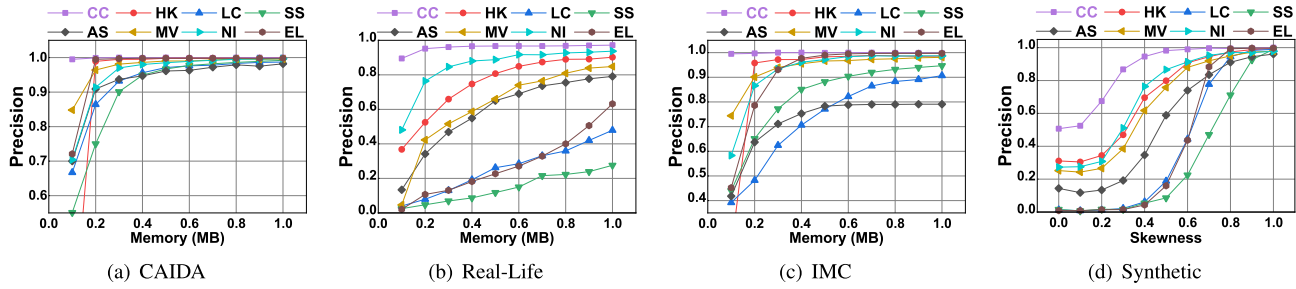 CC HK LC SS
AS MV NI EL
Precision
1.0
0.9
0.8
0.7
0.6
0.0 0.2 0.4 0.6 0.8 1.0
Memory (MB)
(a) CAIDA
CC HK LC SS
AS MV NI EL
Precision
1.0
0.8
0.6
0.4
0.2
0.0
0.0 0.2 0.4 0.6 0.8 1.0
Memory (MB)
(b) Real-Life
CC HK LC SS
AS MV NI EL
Precision
1.0
0.9
0.8
0.7
0.6
0.5
0.4
0.0 0.2 0.4 0.6 0.8 1.0
Memory (MB)
(c) IMC
CC HK LC SS
AS MV NI EL
Precision
1.0
0.8
0.6
0.4
0.2
0.0
0.0 0.2 0.4 0.6 0.8 1.0
Skewness
(d) Synthetic